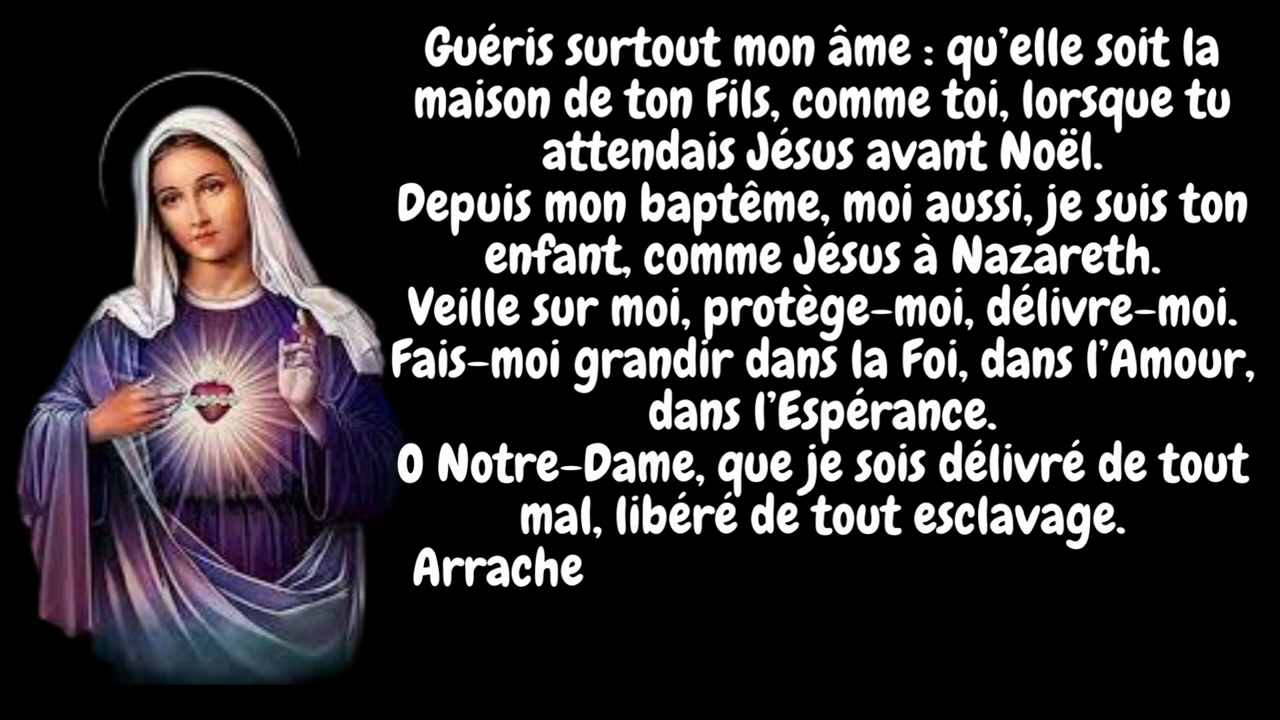 Guéris surtout mon âme : qu’elle soit la
maison de ton Fils, comme toi, lorsque tu
attendais Jésus avant Noël.
Depuis mon baptême, moi aussi, je suis ton
enfant, comme Jésus à Nazareth.
Veille sur moi, protège-moi, délivre-moi.
Fais-moi grandir dans la Foi, dans l’Amour,
dans l’Espérance.
O Notre-Dame, que je sois délivré de tout
mal, libéré de tout esclavage.
Arrache